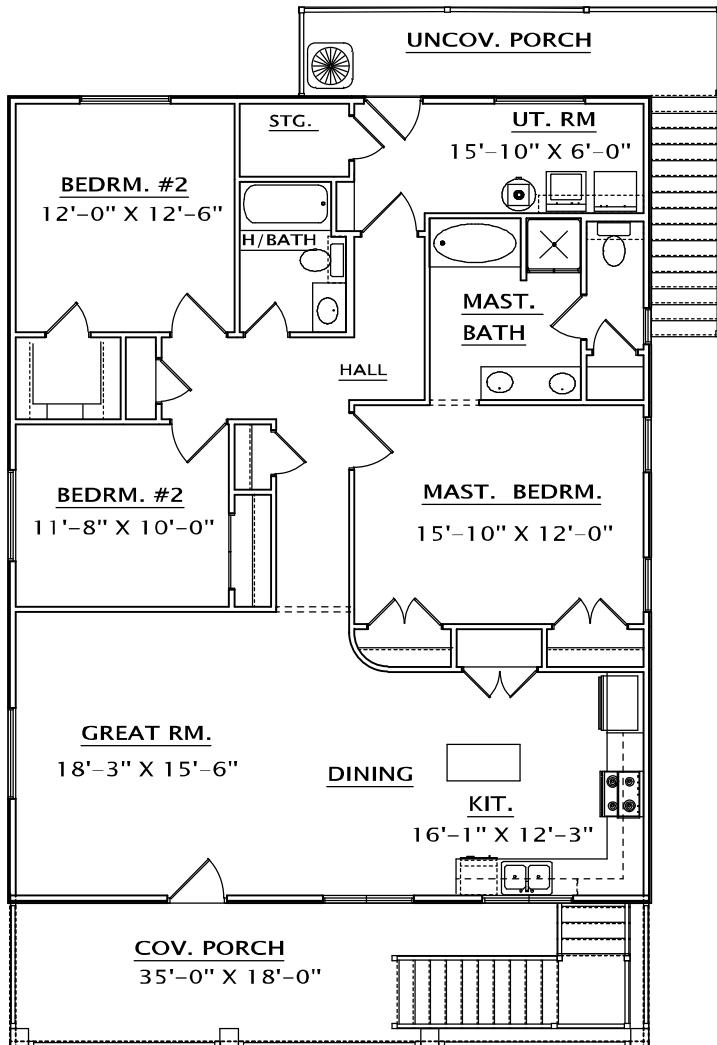 UNCOV. PORCH
STG.
UT. RM
15'-10" X 6'-0"
BEDRM. #2
12'-0" X 12'-6"
H/BATH
MAST.
BATH
HALL
BEDRM. #2
11'-8" X 10'-0"
MAST. BEDRM.
15'-10" X 12'-0"
GREAT RM.
18'-3" X 15'-6"
DINING
KIT.
16'-1" X 12'-3"
COV. PORCH
35'-0" X 18'-0"